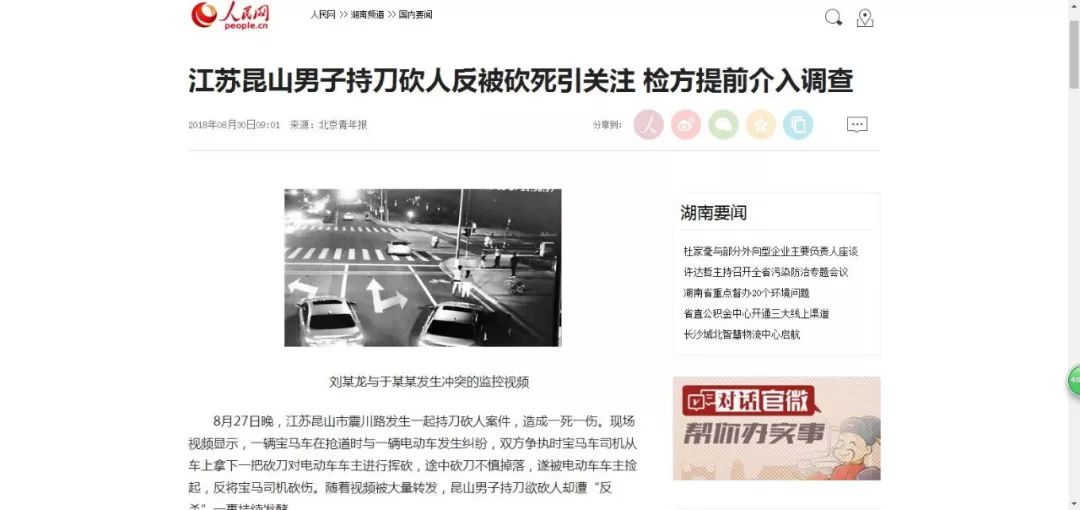 人民网
people.cn
人民网 >> 湖南频道 >> 国内要闻
江苏昆山男子持刀砍人反被砍死引关注 检方提前介入调查
2018年08月30日09:01 来源：北京青年报
分享到:
人
刘某龙与于某某发生冲突的监控视频
8月27日晚，江苏昆山市震川路发生一起持刀砍人案件，造成一死一伤。现场
视频显示，一辆宝马车在抢道时与一辆电动车发生纠纷，双方争执时宝马车司机从
车上拿下一把砍刀对电动车车主进行挥砍，途中砍刀不慎掉落，遂被电动车车主捡
起，反将宝马司机砍伤。随着视频被大量转发，昆山男子持刀欲砍人却遭“反
杀”一事持续发酵
湖南要闻
杜家毫与部分外向型企业主要负责人座谈
许达哲主持召开全省污染防治专题会议
湖南省重点督办20个环境问题
省直公积金中心开通三大线上渠道
长沙城北智慧物流中心启航
对话官微
帮你办实事
48